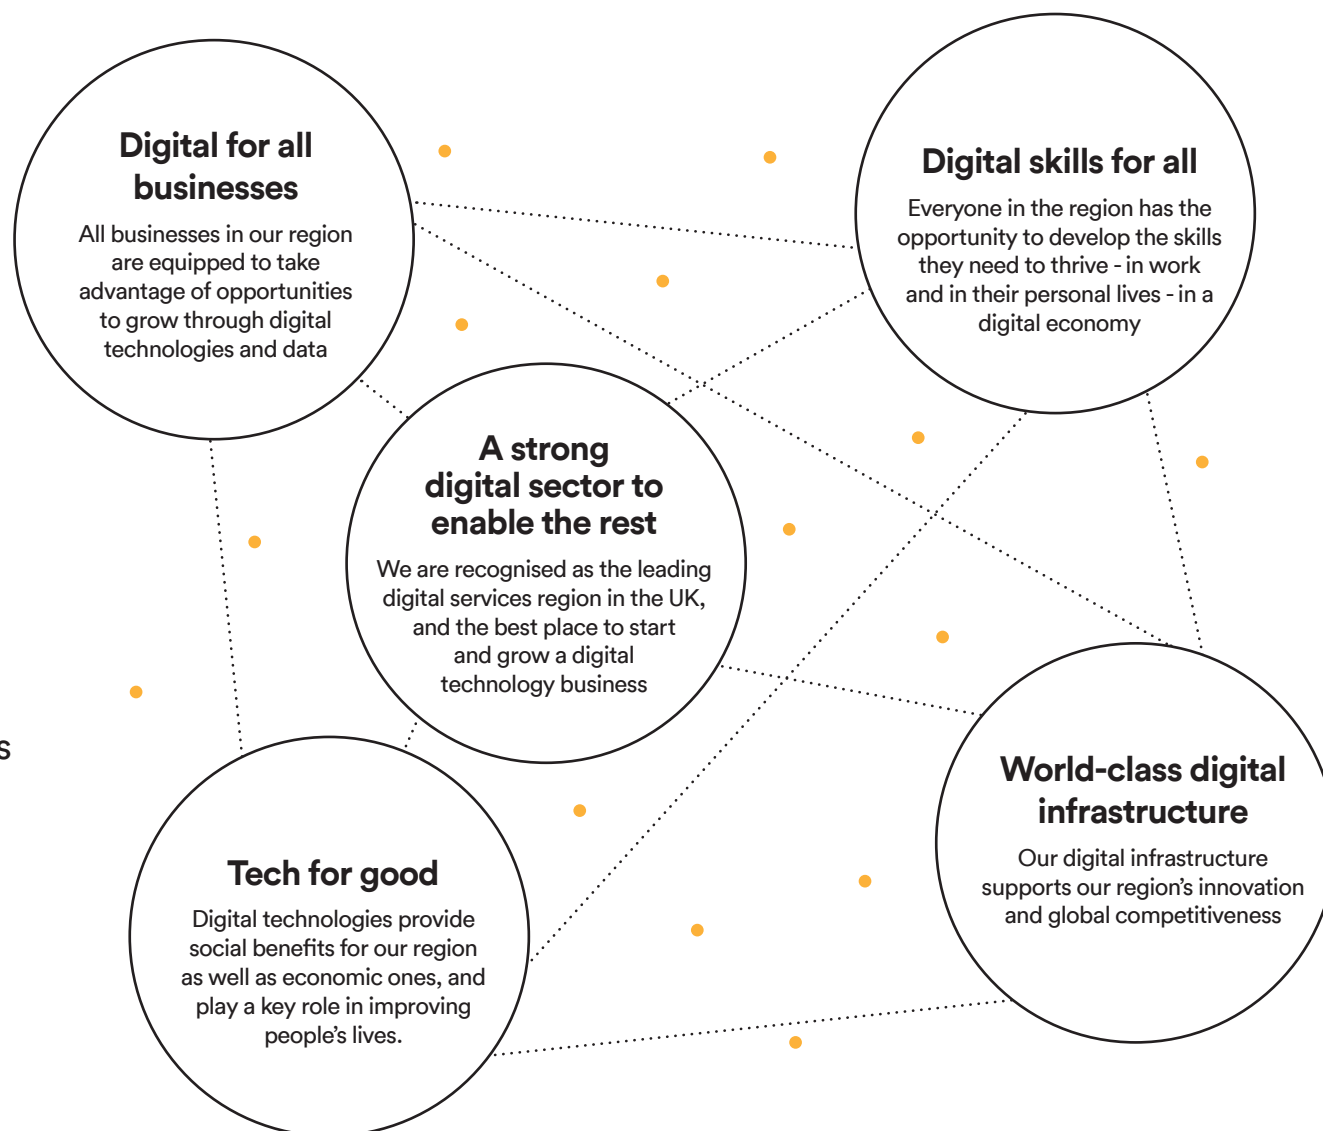 Digital for all
businesses
All businesses in our region
are equipped to take
advantage of opportunities
to grow through digital
technologies and data
Digital skills for all
Everyone in the region has the
opportunity to develop the skills
they need to thrive - in work
and in their personal lives - in a
digital economy
A strong
digital sector to
enable the rest
We are recognised as the leading
digital services region in the UK,
and the best place to start
and grow a digital
technology business
s
World-class digital
infrastructure
Our digital infrastructure
supports our region’s innovation
and global competitiveness
Tech for good
Digital technologies provide
social benefits for our region
as well as economic ones, and
play a key role in improving
people’s lives.